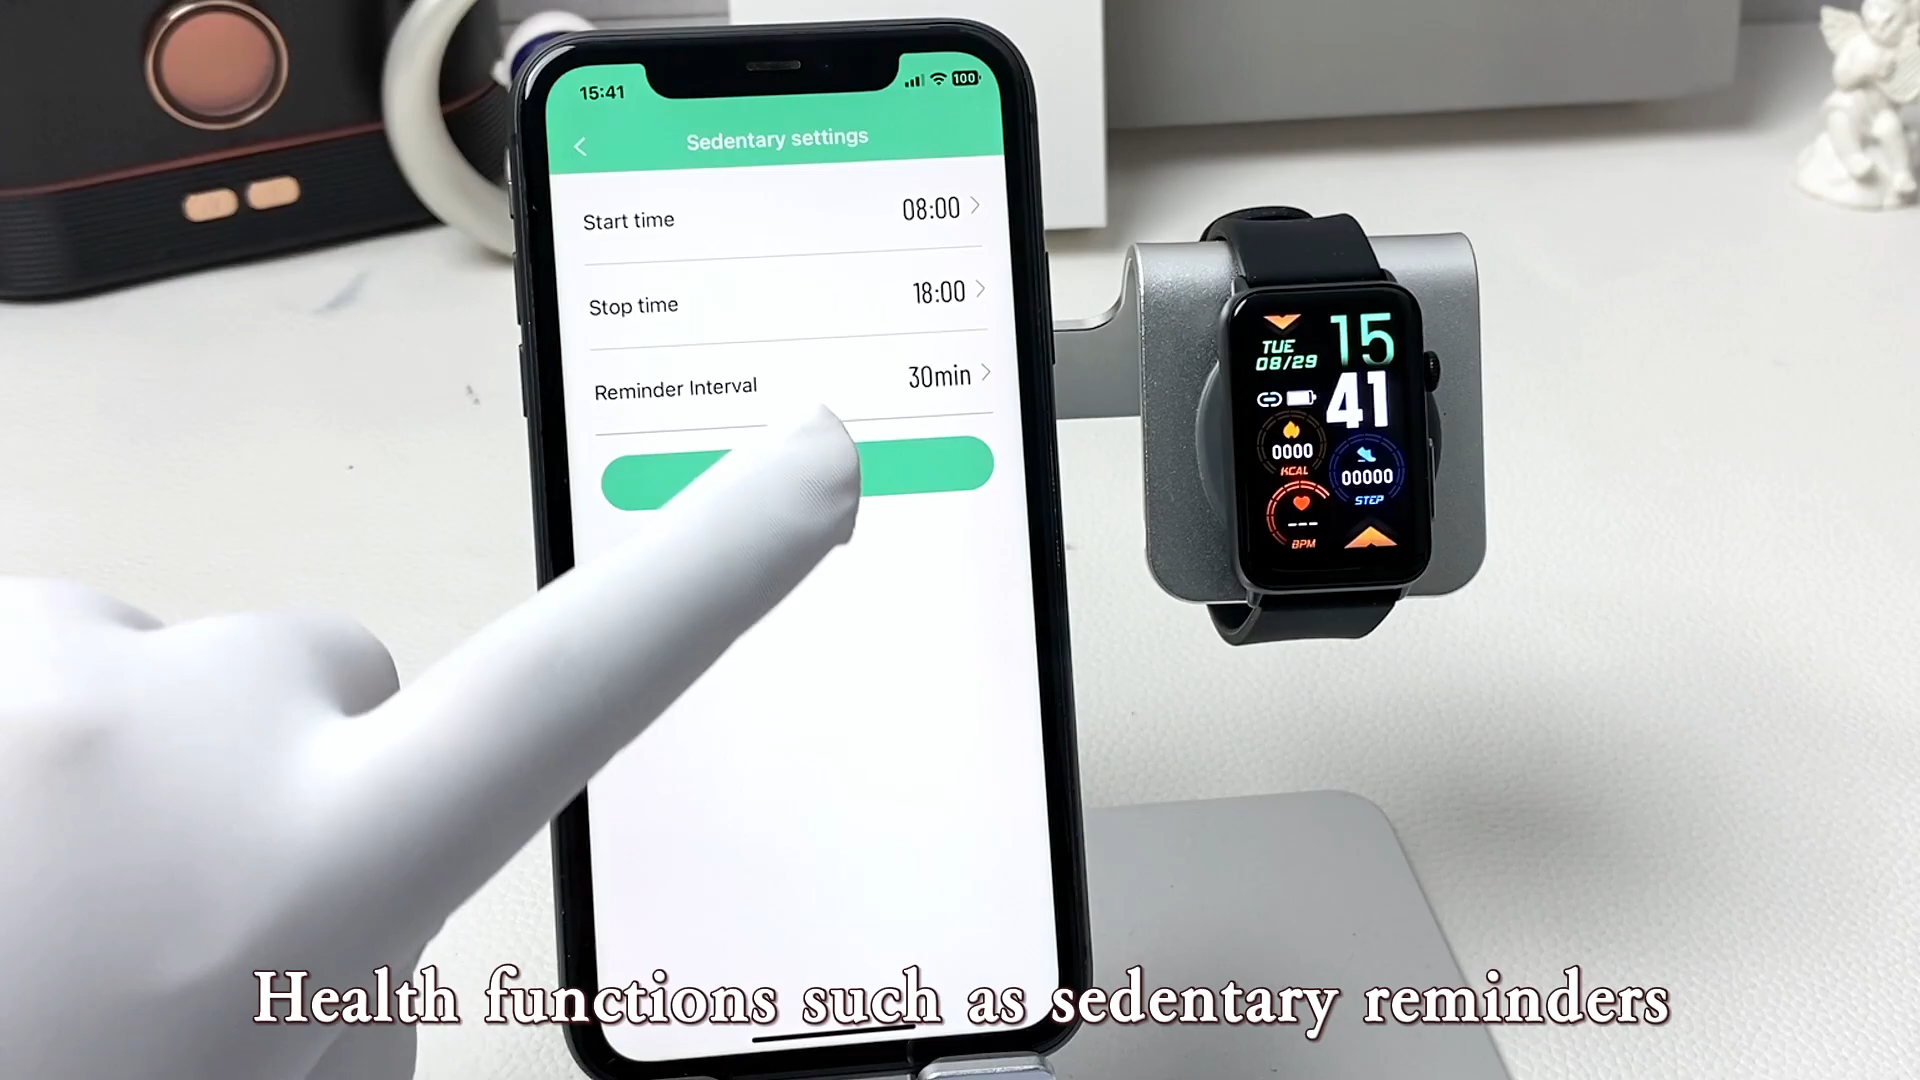 15:41
100
Sedentary settings
Start time 08:00
Stop time 18:00
Reminder Interval 30min
15
TUE
08/29
41
0000
KCAL
00000
STEP
---
BPM
Health functions such as sedentary reminders